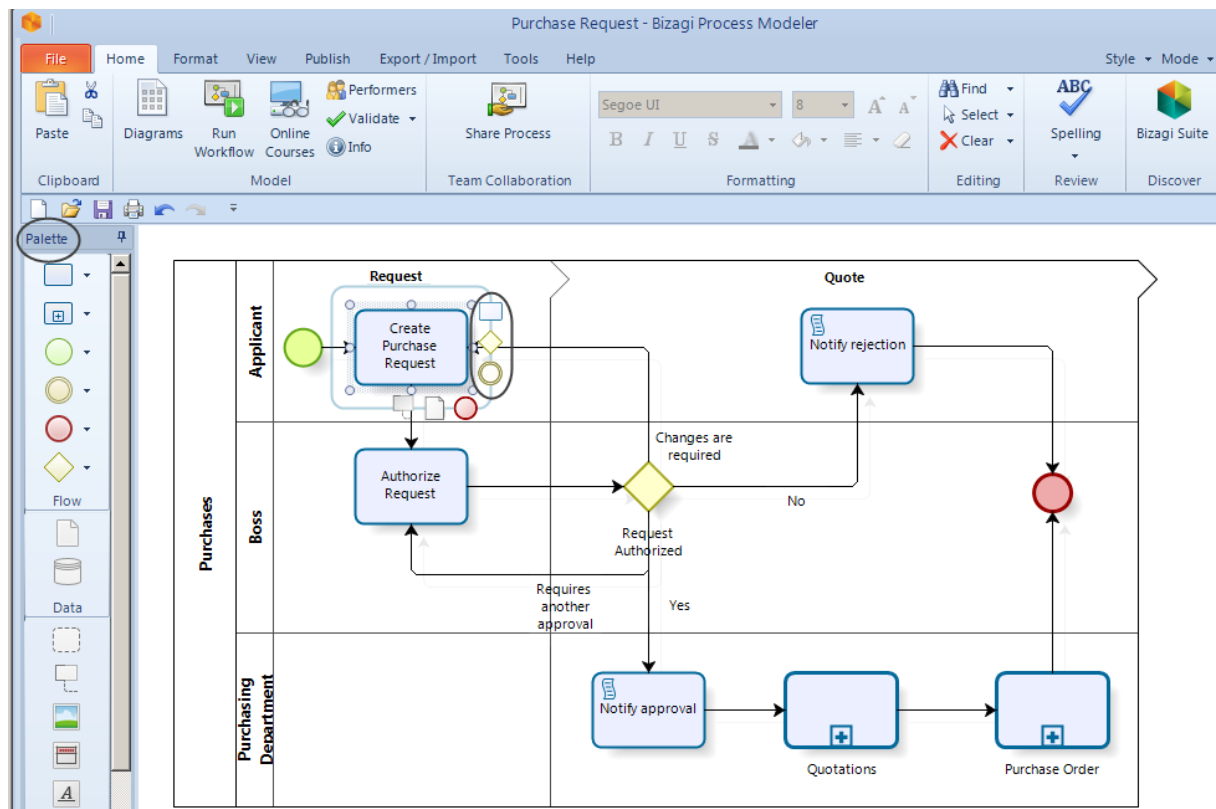 Purchase Request - Bizagi Process Modeler
File Home Format View Publish Export / Import Tools Help Style Mode
Paste
Clipboard
Diagrams
Run Workflow
Online Courses
Performers
Validate
Info
Model
Share Process
Team Collaboration
Segoe UI 8 A A
B I U S A
Formatting
Find
Select
Clear
Editing
ABC
Spelling
Review
Bizagi Suite
Discover
Palette
Flow
Data
A
Purchases
Applicant
Boss
Purchasing
Department
Request
Quote
Create
Purchase
Request
Notify rejection
Authorize
Request
Changes are
required
No
Request
Authorized
Requires
another
approval
Yes
Notify approval
Quotations
Purchase Order